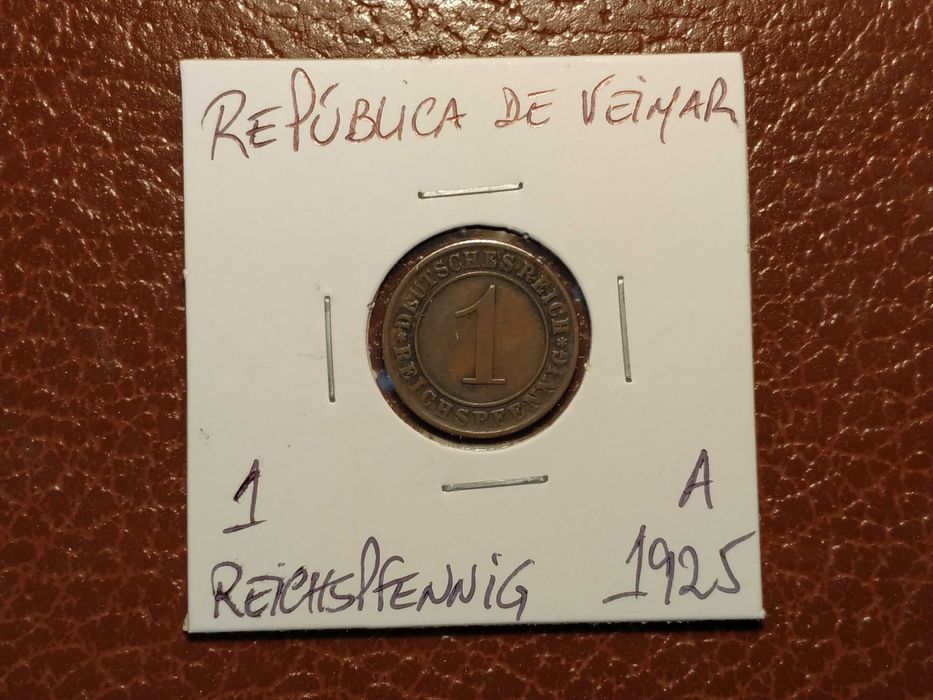 REPÚBLICA DE VEIMAR
DEUTSCHES REICH
1
REICHSPFENNIG
1
A
REICHSPFENNIG
1925